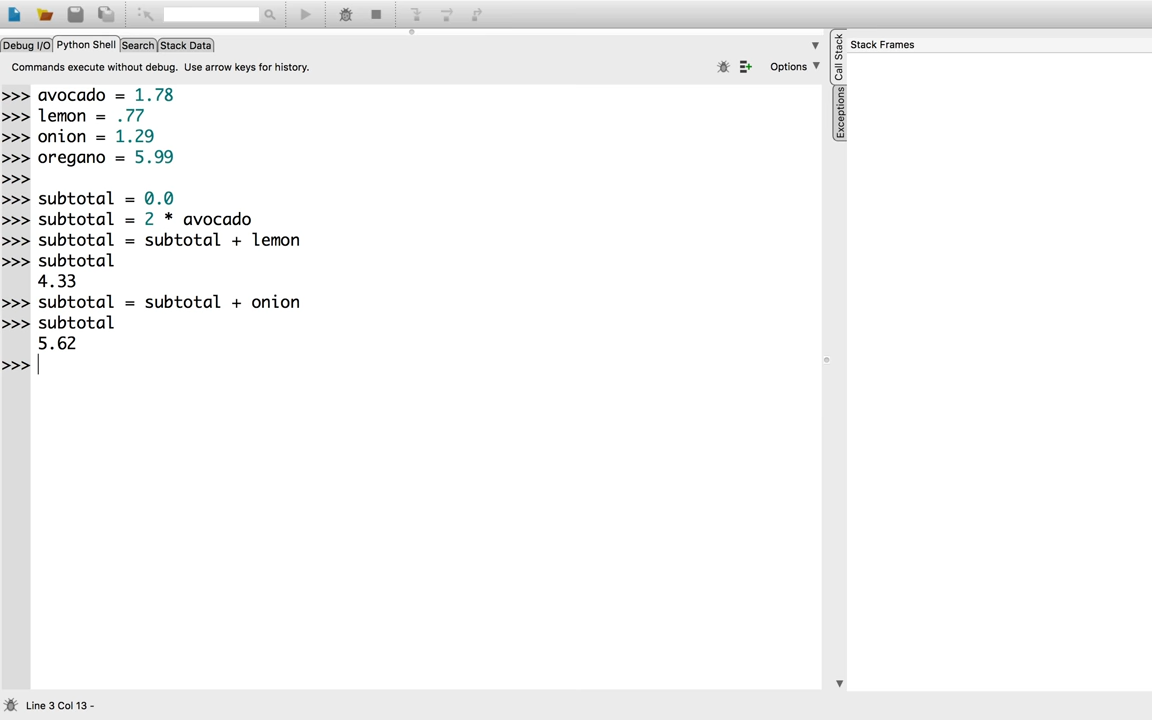 Debug I/O Python Shell Search Stack Data
Commands execute without debug. Use arrow keys for history.
Options
>>> avocado = 1.78
>>> lemon = .77
>>> onion = 1.29
>>> oregano = 5.99
>>>
>>> subtotal = 0.0
>>> subtotal = 2 * avocado
>>> subtotal = subtotal + lemon
>>> subtotal
4.33
>>> subtotal = subtotal + onion
>>> subtotal
5.62
>>>
Call Stack
Exceptions
Stack Frames
Line 3 Col 13 -